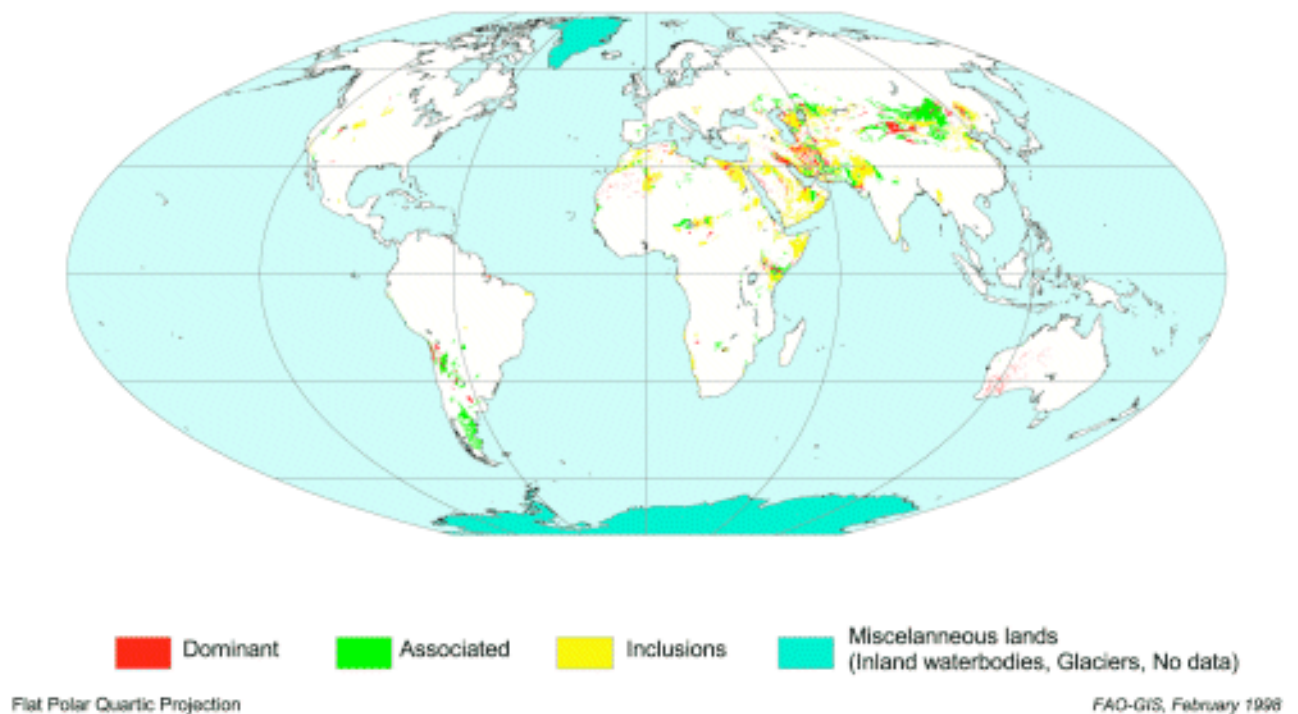 Dominant
Associated
Inclusions
Miscelanneous lands
(Inland waterbodies, Glaciers, No data)
Flat Polar Quartic Projection
FAO-GIS, February 1998